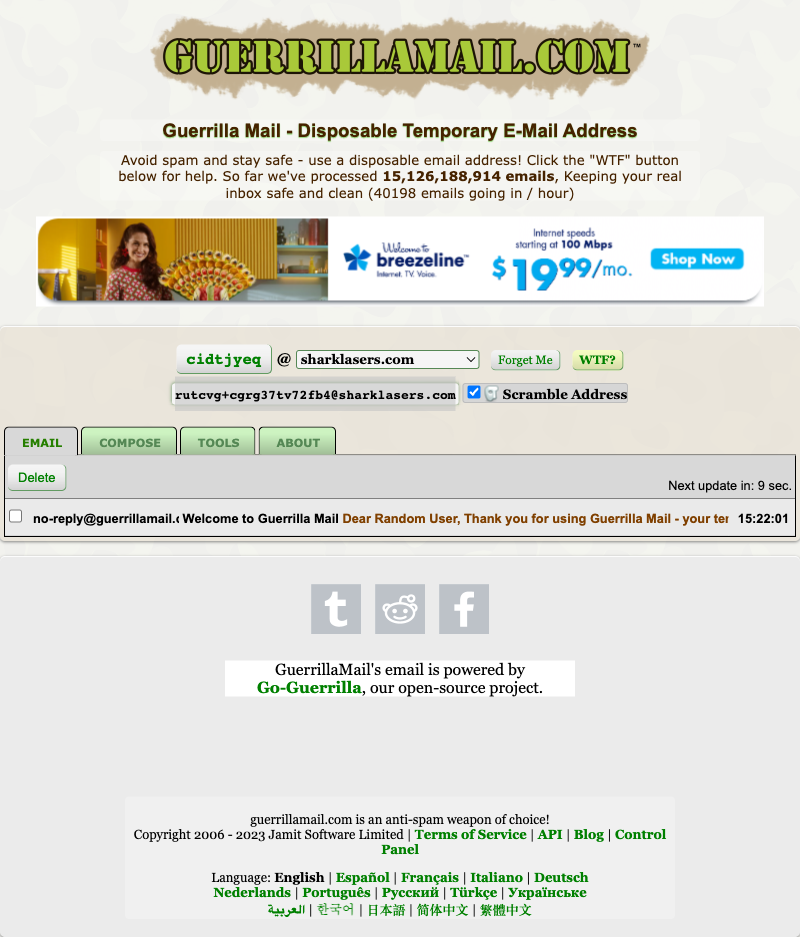 GUERRILLAMAIL.COM™
Guerrilla Mail - Disposable Temporary E-Mail Address
Avoid spam and stay safe - use a disposable email address! Click the "WTF" button
below for help. So far we've processed 15,126,188,914 emails, Keeping your real
inbox safe and clean (40198 emails going in / hour)
Welcome to
breezeline™
Internet. TV. Voice.
Internet speeds
starting at 100 Mbps
$1999/mo.
Shop Now
cidtjyeq @ sharklasers.com Forget Me WTF?
rutcvg+cgrg37tv72fb4@sharklasers.com Scramble Address
EMAIL COMPOSE TOOLS ABOUT
Delete
Next update in: 9 sec.
no-reply@guerrillamail.c Welcome to Guerrilla Mail Dear Random User, Thank you for using Guerrilla Mail - your ter 15:22:01
GuerrillaMail's email is powered by
Go-Guerrilla, our open-source project.
guerrillamail.com is an anti-spam weapon of choice!
Copyright 2006 - 2023 Jamit Software Limited | Terms of Service | API | Blog | Control
Panel
Language: English | Español | Français | Italiano | Deutsch
Nederlands | Português | Русский | Türkçe | Українське
العربية | 한국어 | 日本語 | 简体中文 | 繁體中文